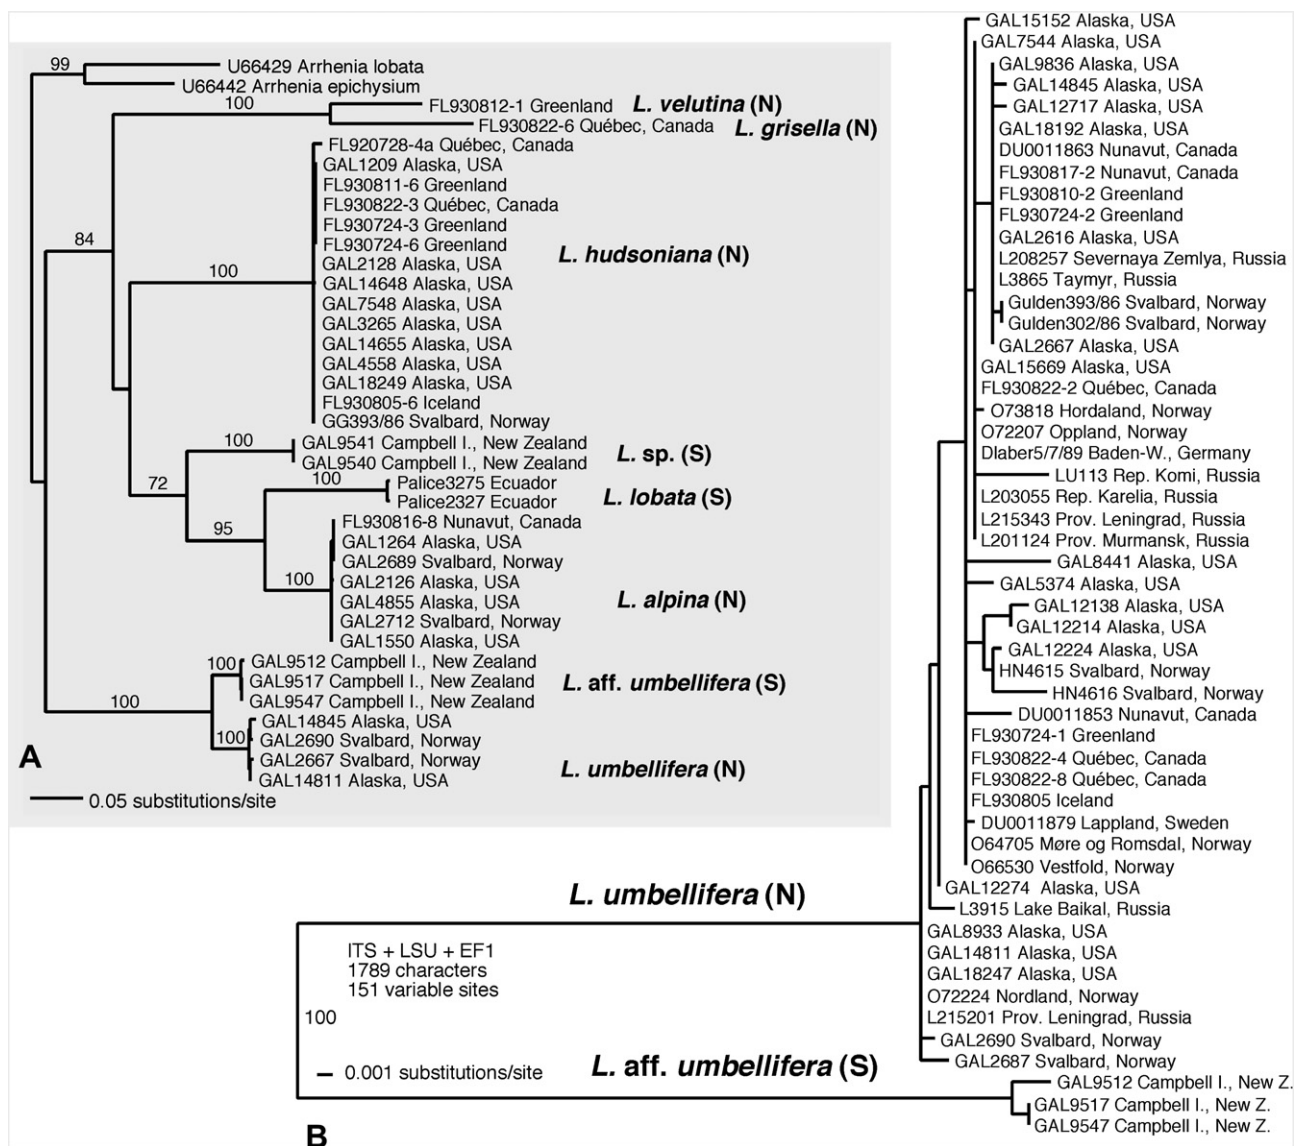 99
U66429 Arrhenia lobata
U66442 Arrhenia epichysium
100
FL930812-1 Greenland L. velutina (N)
FL930822-6 Québec, Canada L. grisella (N)
FL920728-4a Québec, Canada
GAL1209 Alaska, USA
FL930811-6 Greenland
FL930822-3 Québec, Canada
FL930724-3 Greenland
84
FL930724-6 Greenland
L. hudsoniana (N)
GAL2128 Alaska, USA
100
GAL14648 Alaska, USA
GAL7548 Alaska, USA
GAL3265 Alaska, USA
GAL14655 Alaska, USA
GAL4558 Alaska, USA
GAL18249 Alaska, USA
FL930805-6 Iceland
GG393/86 Svalbard, Norway
100
GAL9541 Campbell I., New Zealand
L. sp. (S)
GAL9540 Campbell I., New Zealand
72
100
Palice3275 Ecuador
L. lobata (S)
Palice2327 Ecuador
95
FL930816-8 Nunavut, Canada
GAL1264 Alaska, USA
GAL2689 Svalbard, Norway
100
GAL2126 Alaska, USA
GAL4855 Alaska, USA
L. alpina (N)
GAL2712 Svalbard, Norway
GAL1550 Alaska, USA
100
GAL9512 Campbell I., New Zealand
GAL9517 Campbell I., New Zealand
L. aff. umbellifera (S)
100
GAL9547 Campbell I., New Zealand
GAL14845 Alaska, USA
100
GAL2690 Svalbard, Norway
GAL2667 Svalbard, Norway
L. umbellifera (N)
GAL14811 Alaska, USA
A
0.05 substitutions/site
GAL15152 Alaska, USA
GAL7544 Alaska, USA
GAL9836 Alaska, USA
GAL14845 Alaska, USA
GAL12717 Alaska, USA
GAL18192 Alaska, USA
DU0011863 Nunavut, Canada
FL930817-2 Nunavut, Canada
FL930810-2 Greenland
FL930724-2 Greenland
GAL2616 Alaska, USA
L208257 Severnaya Zemlya, Russia
L3865 Taymyr, Russia
Gulden393/86 Svalbard, Norway
Gulden302/86 Svalbard, Norway
GAL2667 Alaska, USA
GAL15669 Alaska, USA
FL930822-2 Québec, Canada
O73818 Hordaland, Norway
O72207 Oppland, Norway
Dlaber5/7/89 Baden-W., Germany
LU113 Rep. Komi, Russia
L203055 Rep. Karelia, Russia
L215343 Prov. Leningrad, Russia
L201124 Prov. Murmansk, Russia
GAL8441 Alaska, USA
GAL5374 Alaska, USA
GAL12138 Alaska, USA
GAL12214 Alaska, USA
GAL12224 Alaska, USA
HN4615 Svalbard, Norway
HN4616 Svalbard, Norway
DU0011853 Nunavut, Canada
FL930724-1 Greenland
FL930822-4 Québec, Canada
FL930822-8 Québec, Canada
FL930805 Iceland
DU0011879 Lappland, Sweden
O64705 Møre og Romsdal, Norway
O66530 Vestfold, Norway
GAL12274 Alaska, USA
L3915 Lake Baikal, Russia
GAL8933 Alaska, USA
GAL14811 Alaska, USA
GAL18247 Alaska, USA
O72224 Nordland, Norway
L215201 Prov. Leningrad, Russia
GAL2690 Svalbard, Norway
GAL2687 Svalbard, Norway
GAL9512 Campbell I., New Z.
GAL9517 Campbell I., New Z.
GAL9547 Campbell I., New Z.
L. umbellifera (N)
ITS + LSU + EF1
1789 characters
151 variable sites
100
L. aff. umbellifera (S)
0.001 substitutions/site
B